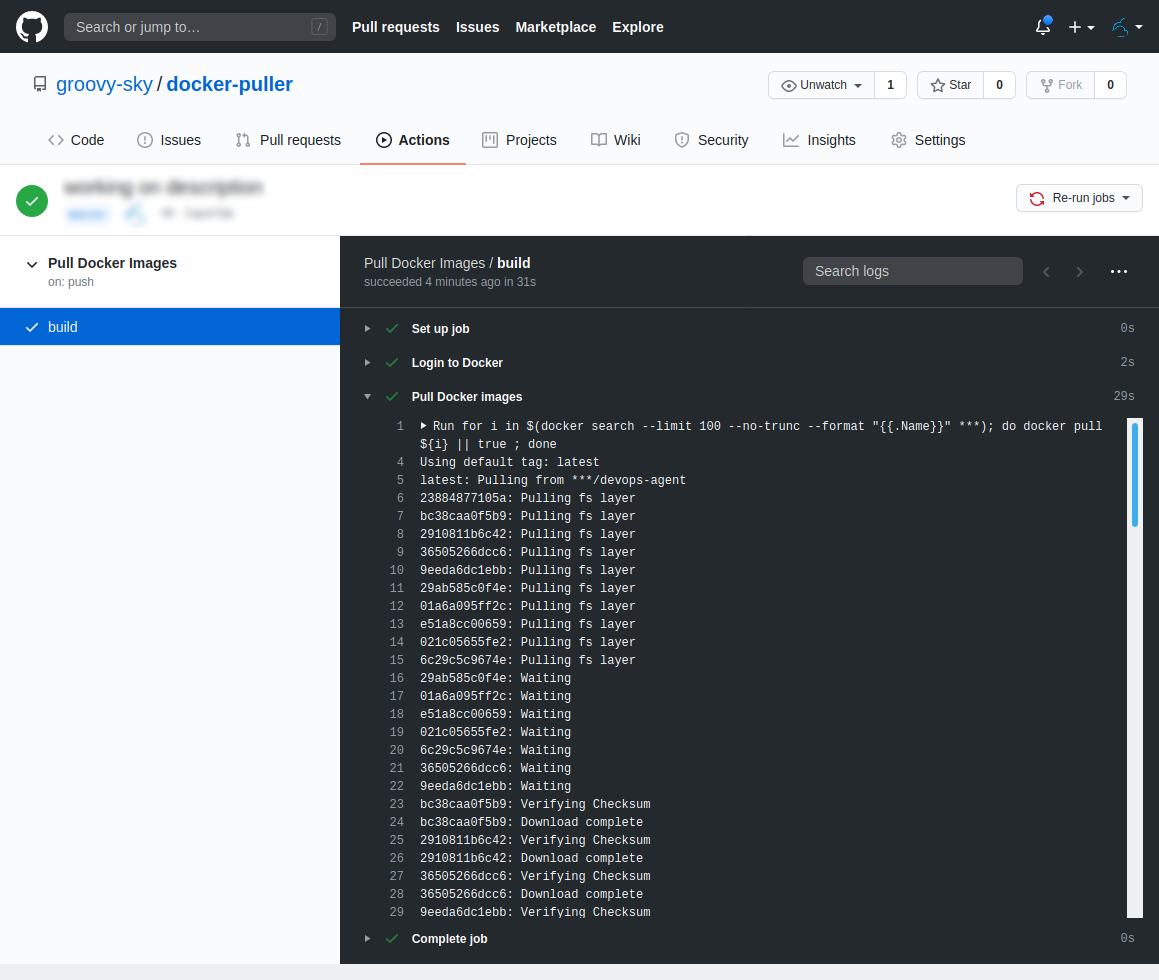 Search or jump to… /
Pull requests Issues Marketplace Explore
groovy-sky / docker-puller
Unwatch 1 Star 0 Fork 0
Code Issues Pull requests Actions Projects Wiki Security Insights Settings
working on description
master
Re-run jobs
Pull Docker Images
on: push
build
Pull Docker Images / build
succeeded 4 minutes ago in 31s
Search logs
Set up job 0s
Login to Docker 2s
Pull Docker images 29s
1 Run for i in $(docker search --limit 100 --no-trunc --format "{{.Name}}" ***); do docker pull
${i} || true ; done
4 Using default tag: latest
5 latest: Pulling from ***/devops-agent
6 23884877105a: Pulling fs layer
7 bc38caa0f5b9: Pulling fs layer
8 2910811b6c42: Pulling fs layer
9 36505266dcc6: Pulling fs layer
10 9eeda6dc1ebb: Pulling fs layer
11 29ab585c0f4e: Pulling fs layer
12 01a6a095ff2c: Pulling fs layer
13 e51a8cc00659: Pulling fs layer
14 021c05655fe2: Pulling fs layer
15 6c29c5c9674e: Pulling fs layer
16 29ab585c0f4e: Waiting
17 01a6a095ff2c: Waiting
18 e51a8cc00659: Waiting
19 021c05655fe2: Waiting
20 6c29c5c9674e: Waiting
21 36505266dcc6: Waiting
22 9eeda6dc1ebb: Waiting
23 bc38caa0f5b9: Verifying Checksum
24 bc38caa0f5b9: Download complete
25 2910811b6c42: Verifying Checksum
26 2910811b6c42: Download complete
27 36505266dcc6: Verifying Checksum
28 36505266dcc6: Download complete
29 9eeda6dc1ebb: Verifying Checksum
Complete job 0s